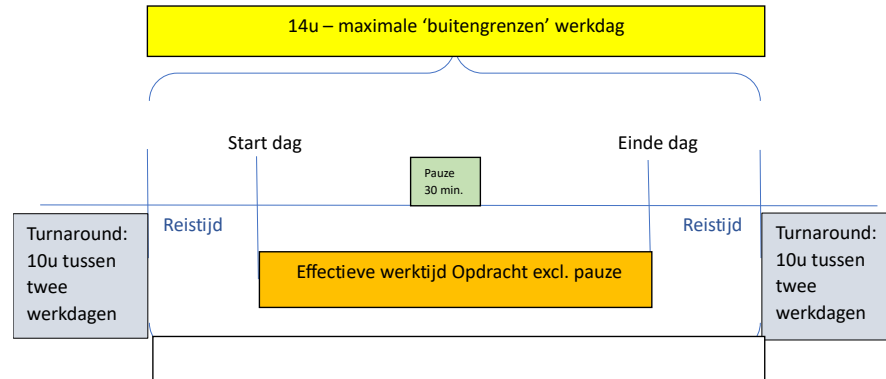 14u – maximale ‘buitengrenzen’ werkdag
Start dag
Einde dag
Pauze
30 min.
Reistijd
Reistijd
Turnaround:
10u tussen
twee
werkdagen
Effectieve werktijd Opdracht excl. pauze
Turnaround:
10u tussen
twee
werkdagen